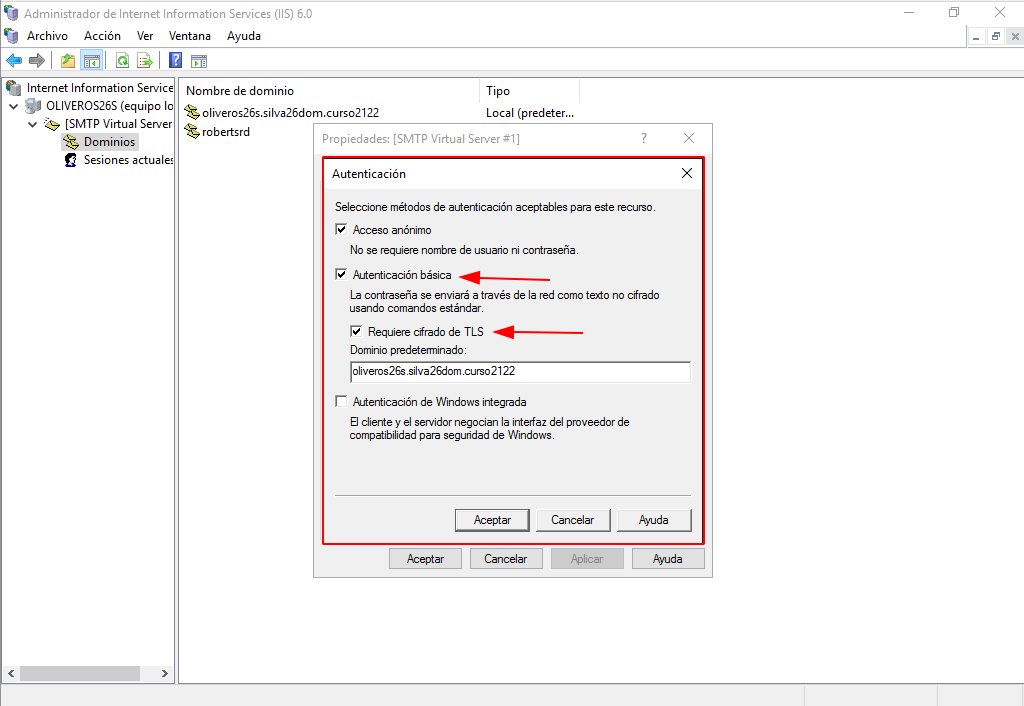 Administrador de Internet Information Services (IIS) 6.0
Archivo Acción Ver Ventana Ayuda
Internet Information Service
OLIVEROS26S (equipo lo
[SMTP Virtual Server
Dominios
Sesiones actuales
Nombre de dominio Tipo
oliveros26s.silva26dom.curso2122 Local (predeter...
robertsrd
Propiedades: [SMTP Virtual Server #1] ?
Autenticación
Seleccione métodos de autenticación aceptables para este recurso.
Acceso anónimo
No se requiere nombre de usuario ni contraseña.
Autenticación básica
La contraseña se enviará a través de la red como texto no cifrado
usando comandos estándar.
Requiere cifrado de TLS
Dominio predeterminado:
oliveros26s.silva26dom.curso2122
Autenticación de Windows integrada
El cliente y el servidor negocian la interfaz del proveedor de
compatibilidad para seguridad de Windows.
Aceptar Cancelar Ayuda
Aceptar Cancelar Aplicar Ayuda